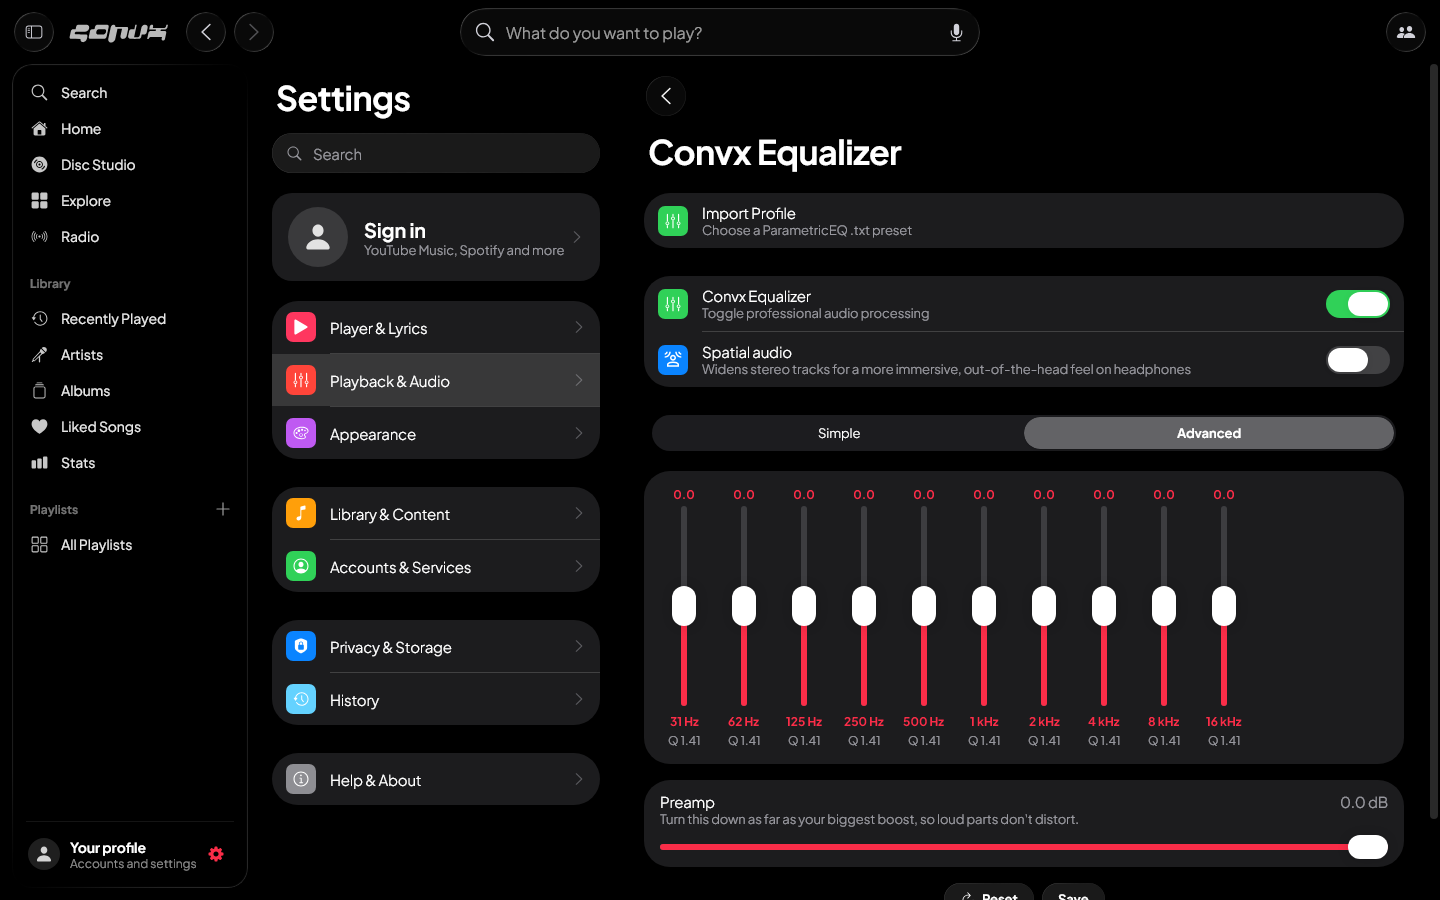 convx
What do you want to play?
Search
Home
Disc Studio
Explore
Radio
Library
Recently Played
Artists
Albums
Liked Songs
Stats
Playlists
All Playlists
Your profile
Accounts and settings
Settings
Search
Sign in
YouTube Music, Spotify and more
Player & Lyrics
Playback & Audio
Appearance
Library & Content
Accounts & Services
Privacy & Storage
History
Help & About
Convx Equalizer
Import Profile
Choose a ParametricEQ .txt preset
Convx Equalizer
Toggle professional audio processing
Spatial audio
Widens stereo tracks for a more immersive, out-of-the-head feel on headphones
Simple Advanced
0.0 0.0 0.0 0.0 0.0 0.0 0.0 0.0 0.0 0.0
31 Hz 62 Hz 125 Hz 250 Hz 500 Hz 1 kHz 2 kHz 4 kHz 8 kHz 16 kHz
Q 1.41 Q 1.41 Q 1.41 Q 1.41 Q 1.41 Q 1.41 Q 1.41 Q 1.41 Q 1.41 Q 1.41
Preamp 0.0 dB
Turn this down as far as your biggest boost, so loud parts don't distort.
Reset Save